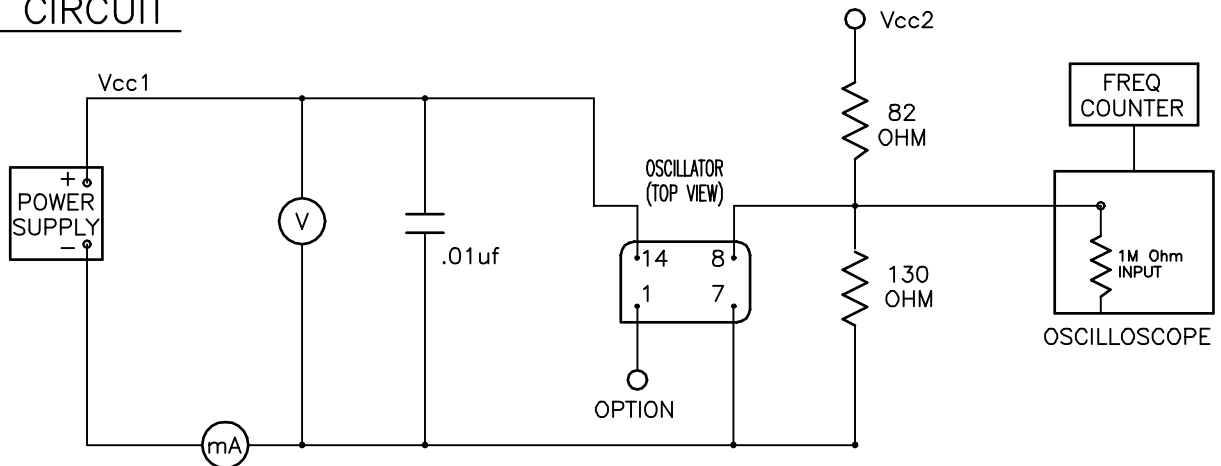 CIRCUIT
Vcc2
Vcc1
FREQ
COUNTER
82
OHM
OSCILLATOR
(TOP VIEW)
+
POWER
SUPPLY
−
V
.01uf
14
8
1
7
130
OHM
1M Ohm
INPUT
OSCILLOSCOPE
OPTION
mA